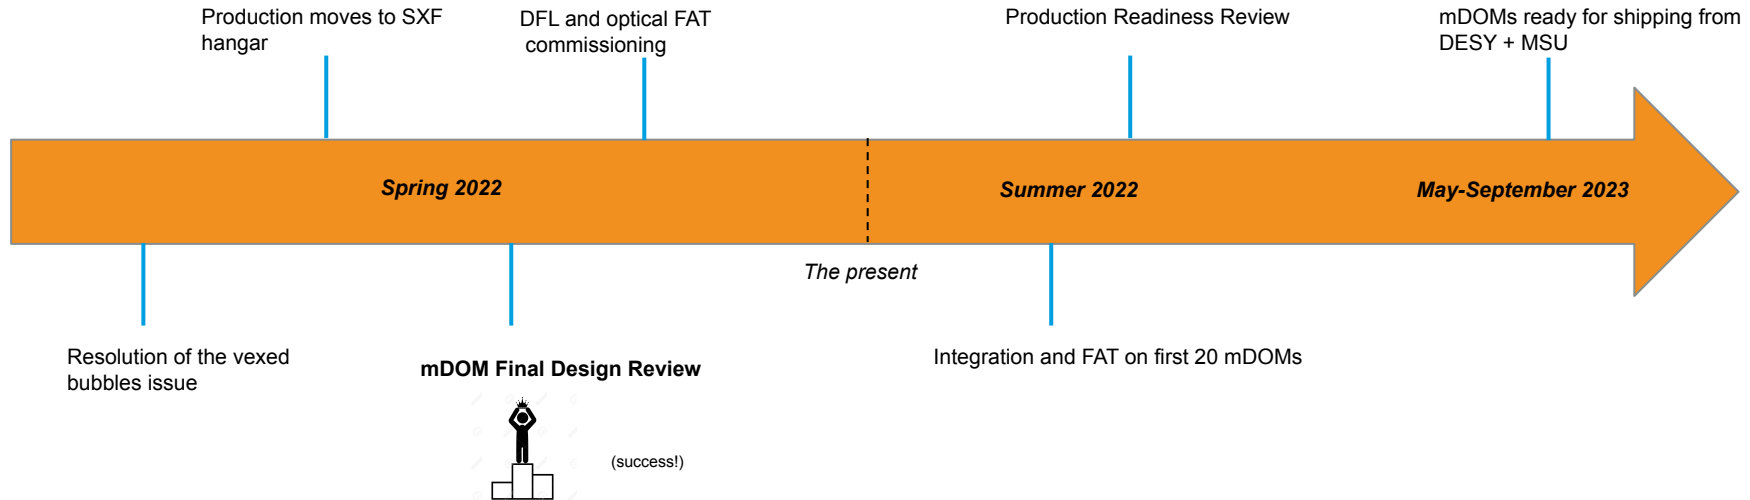 Production moves to SXF
hangar
DFL and optical FAT
commissioning
Production Readiness Review
mDOMs ready for shipping from
DESY + MSU
Spring 2022
Summer 2022
May-September 2023
The present
Resolution of the vexed
bubbles issue
mDOM Final Design Review
(success!)
Integration and FAT on first 20 mDOMs